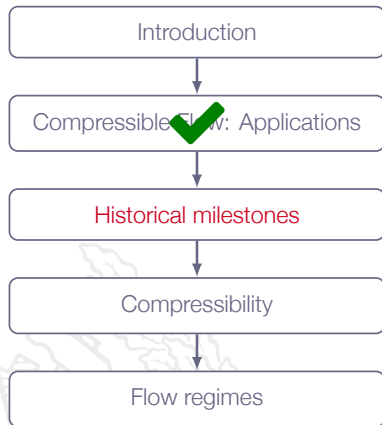 Introduction
Compressible Flow: Applications
Historical milestones
Compressibility
Flow regimes